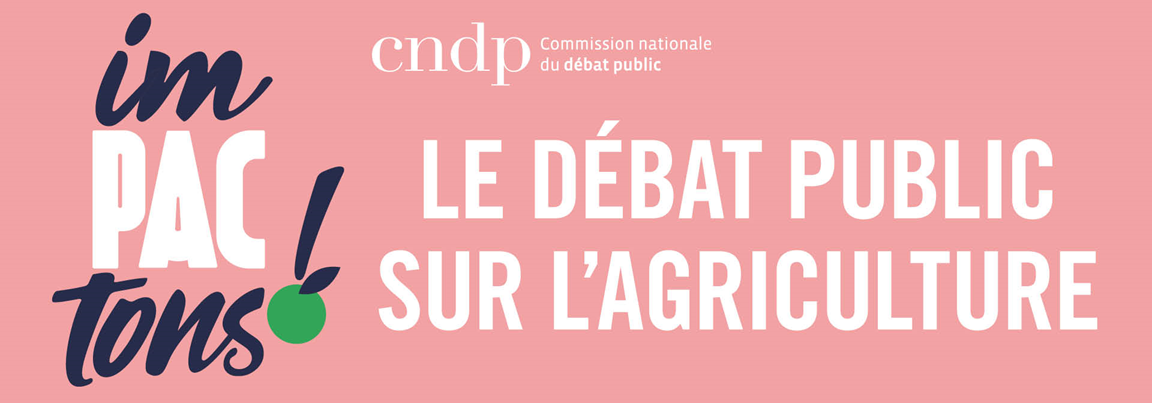 im
PAC
tons!
cndp
Commission nationale
du débat public
LE DÉBAT PUBLIC
SUR L'AGRICULTURE